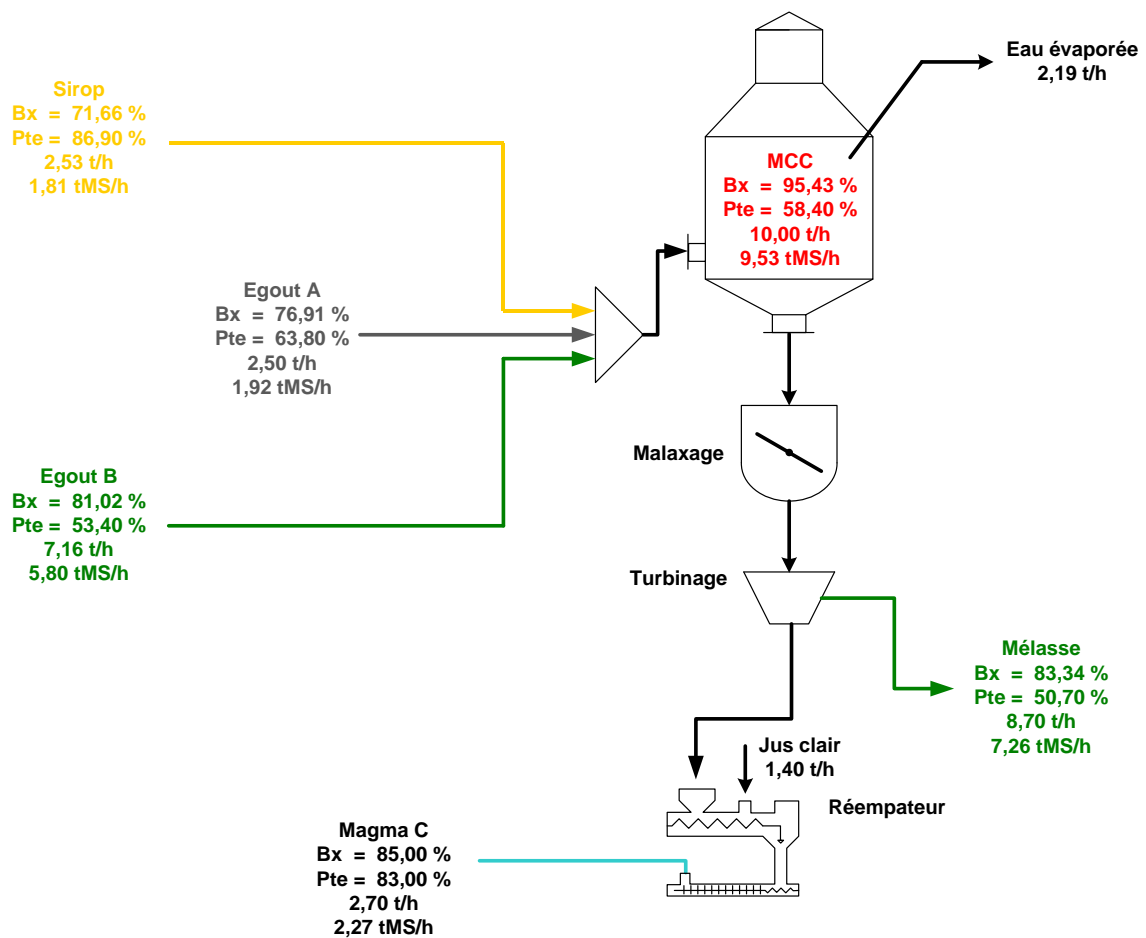 Eau évaporée
2,19 t/h
Sirop
Bx = 71,66 %
Pte = 86,90 %
2,53 t/h
1,81 tMS/h
MCC
Bx = 95,43 %
Pte = 58,40 %
10,00 t/h
9,53 tMS/h
Egout A
Bx = 76,91 %
Pte = 63,80 %
2,50 t/h
1,92 tMS/h
Malaxage
Egout B
Bx = 81,02 %
Pte = 53,40 %
7,16 t/h
5,80 tMS/h
Turbinage
Mélasse
Bx = 83,34 %
Pte = 50,70 %
8,70 t/h
7,26 tMS/h
Jus clair
1,40 t/h
Réempateur
Magma C
Bx = 85,00 %
Pte = 83,00 %
2,70 t/h
2,27 tMS/h